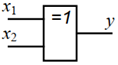 x₁
=1
y
x₂